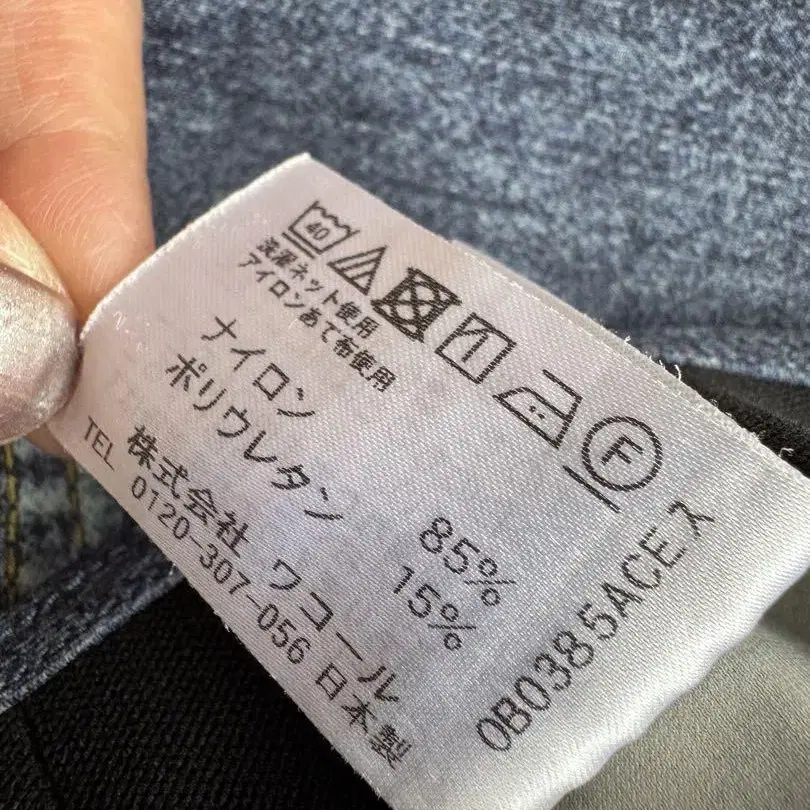 40
洗濯ネット使用
アイロンあて布使用
F
ナイロン 85%
ポリウレタン 15%
株式会社 ワコール
TEL 0120-307-056 日本製
0B0385ACEス